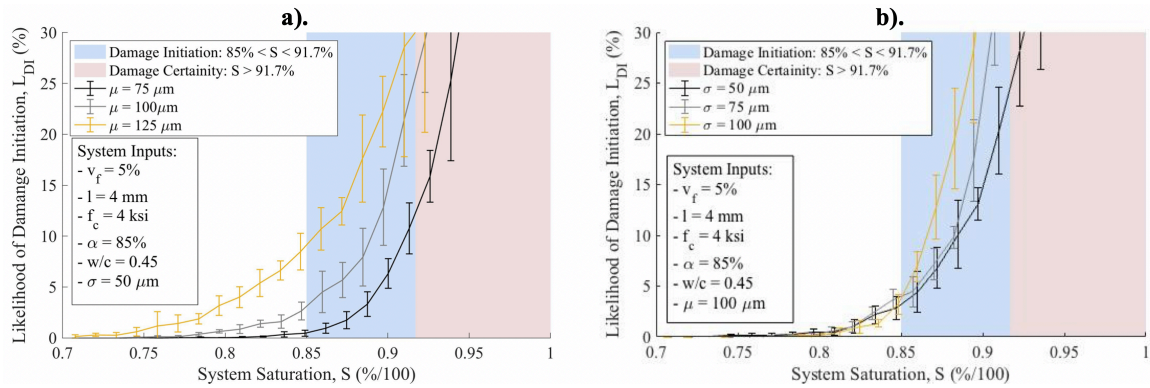 a).
Likelihood of Damange Initiation, L_DI (%)
30
25
20
15
10
5
0
Damage Initiation: 85% < S < 91.7%
Damage Certainity: S > 91.7%
μ = 75 μm
μ = 100μm
μ = 125 μm
System Inputs:
- v_f = 5%
- l = 4 mm
- f_c = 4 ksi
- α = 85%
- w/c = 0.45
- σ = 50 μm
0.7 0.75 0.8 0.85 0.9 0.95 1
System Saturation, S (%/100)
b).
Likelihood of Damage Initiation, L_DI (%)
30
25
20
15
10
5
0
Damage Initiation: 85% < S < 91.7%
Damage Certainity: S > 91.7%
σ = 50 μm
σ = 75 μm
σ = 100 μm
System Inputs:
- v_f = 5%
- l = 4 mm
- f_c = 4 ksi
- α = 85%
- w/c = 0.45
- μ = 100 μm
0.7 0.75 0.8 0.85 0.9 0.95 1
System Saturation, S (%/100)